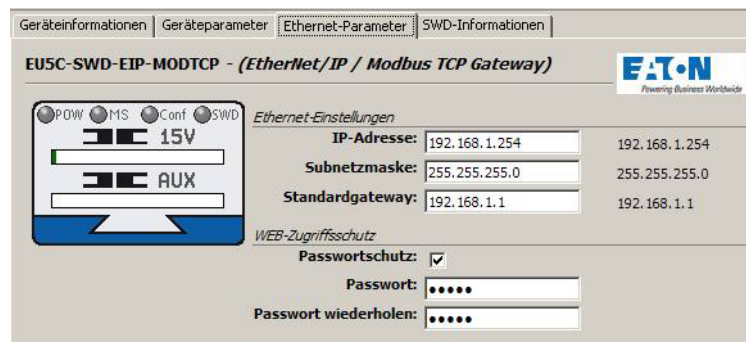 Geräteinformationen Geräteparameter Ethernet-Parameter SWD-Informationen
EU5C-SWD-EIP-MODTCP - (EtherNet/IP / Modbus TCP Gateway)
EATON
Powering Business Worldwide
POW MS Conf SWD
15V
AUX
Ethernet-Einstellungen
IP-Adresse: 192.168.1.254 192.168.1.254
Subnetzmaske: 255.255.255.0 255.255.255.0
Standardgateway: 192.168.1.1 192.168.1.1
WEB-Zugriffsschutz
Passwortschutz:
Passwort: •••••
Passwort wiederholen: •••••